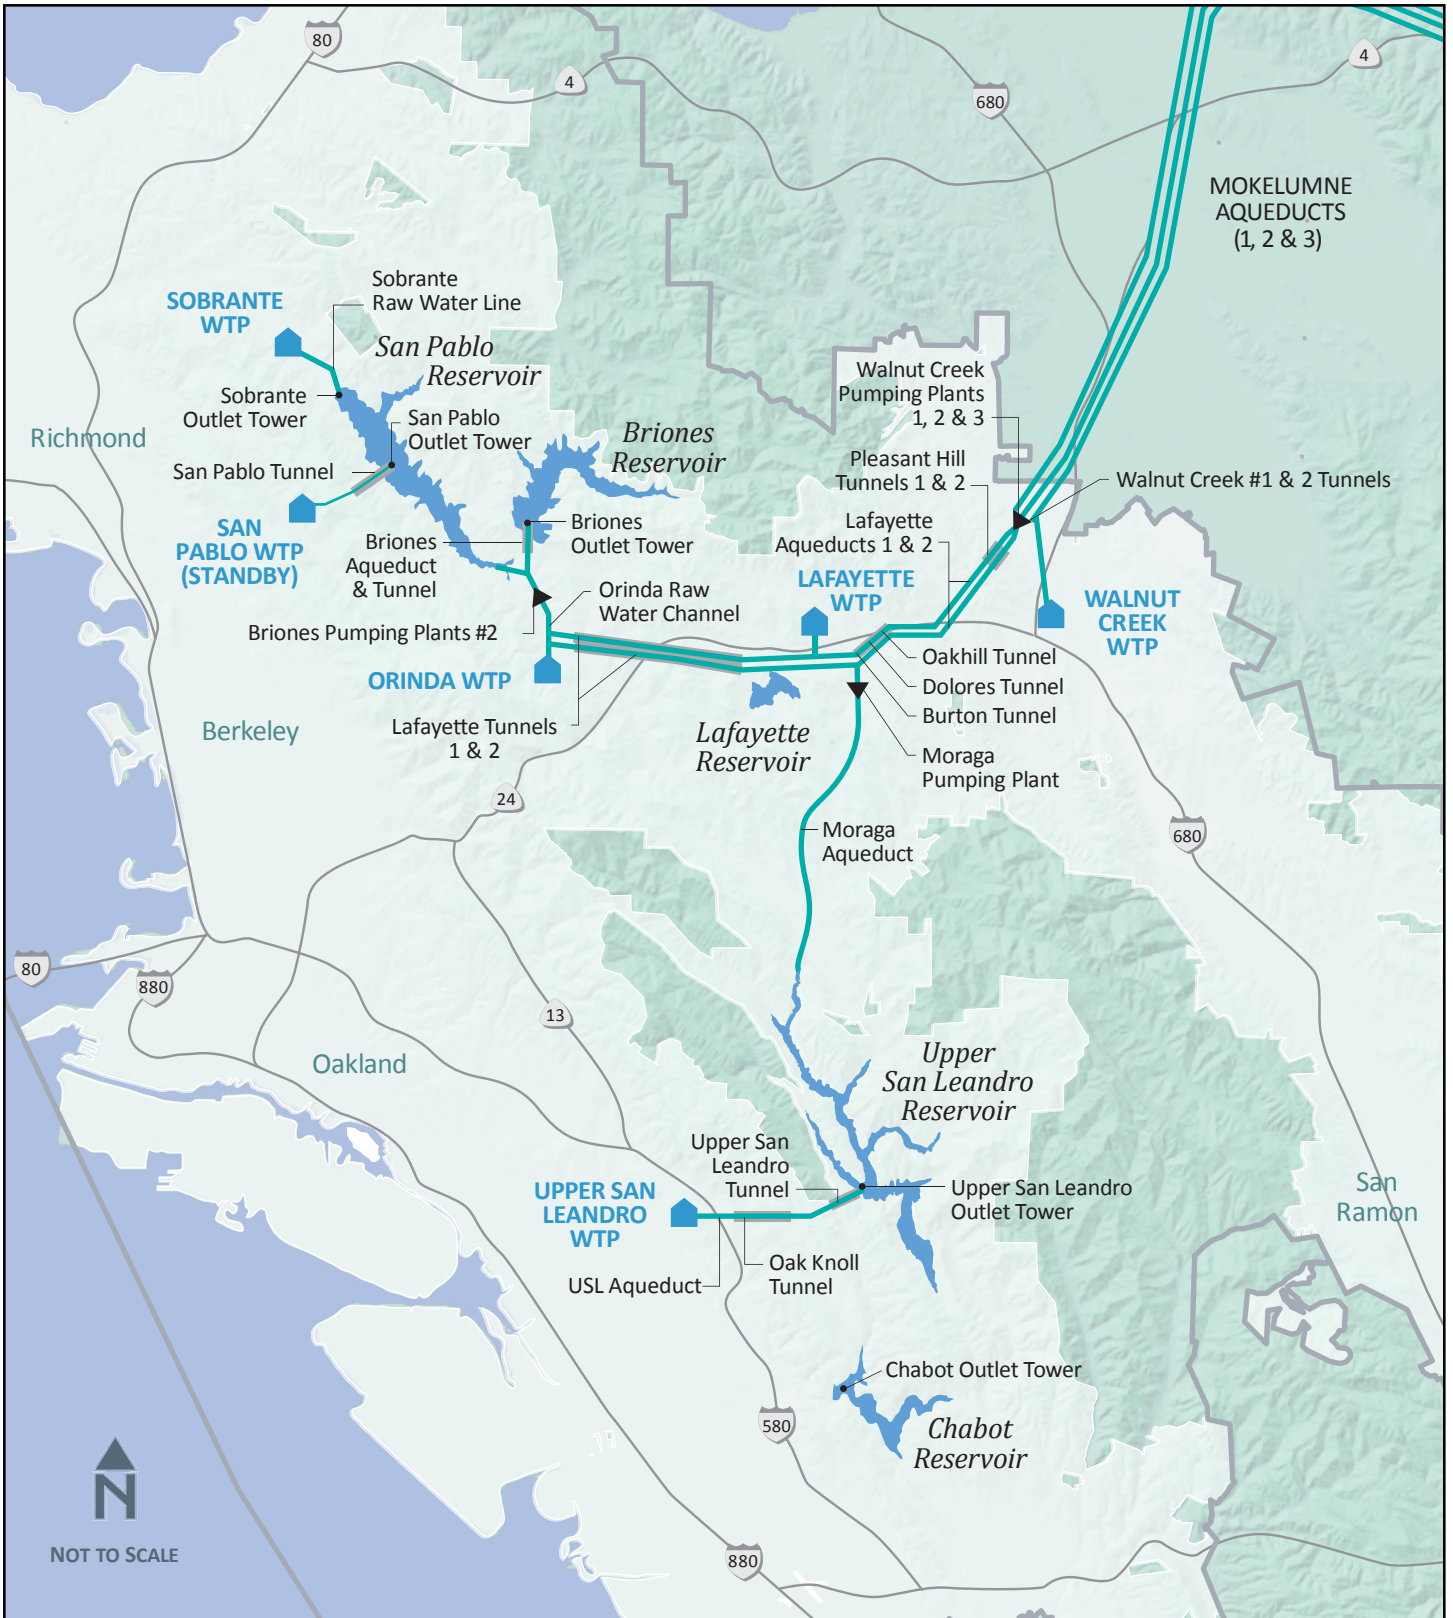 80
4
4
680
MOKELUMNE
AQUEDUCTS
(1, 2 & 3)
Sobrante
Raw Water Line
SOBRANTE
WTP
San Pablo
Reservoir
Sobrante
Outlet Tower
San Pablo
Outlet Tower
Richmond
San Pablo Tunnel
SAN
PABLO WTP
(STANDBY)
Briones
Reservoir
Walnut Creek
Pumping Plants
1, 2 & 3
Pleasant Hill
Tunnels 1 & 2
Walnut Creek #1 & 2 Tunnels
Lafayette
Aqueducts 1 & 2
Briones
Outlet Tower
Briones
Aqueduct
& Tunnel
LAFAYETTE
WTP
WALNUT
CREEK
WTP
Orinda Raw
Water Channel
Briones Pumping Plants #2
ORINDA WTP
Oakhill Tunnel
Dolores Tunnel
Burton Tunnel
Berkeley
Lafayette Tunnels
1 & 2
Lafayette
Reservoir
Moraga
Pumping Plant
24
Moraga
Aqueduct
680
80
880
13
Oakland
Upper
San Leandro
Reservoir
Upper San
Leandro
Tunnel
UPPER SAN
LEANDRO
WTP
Upper San Leandro
Outlet Tower
San
Ramon
USL Aqueduct
Oak Knoll
Tunnel
Chabot Outlet Tower
580
Chabot
Reservoir
N
NOT TO SCALE
880